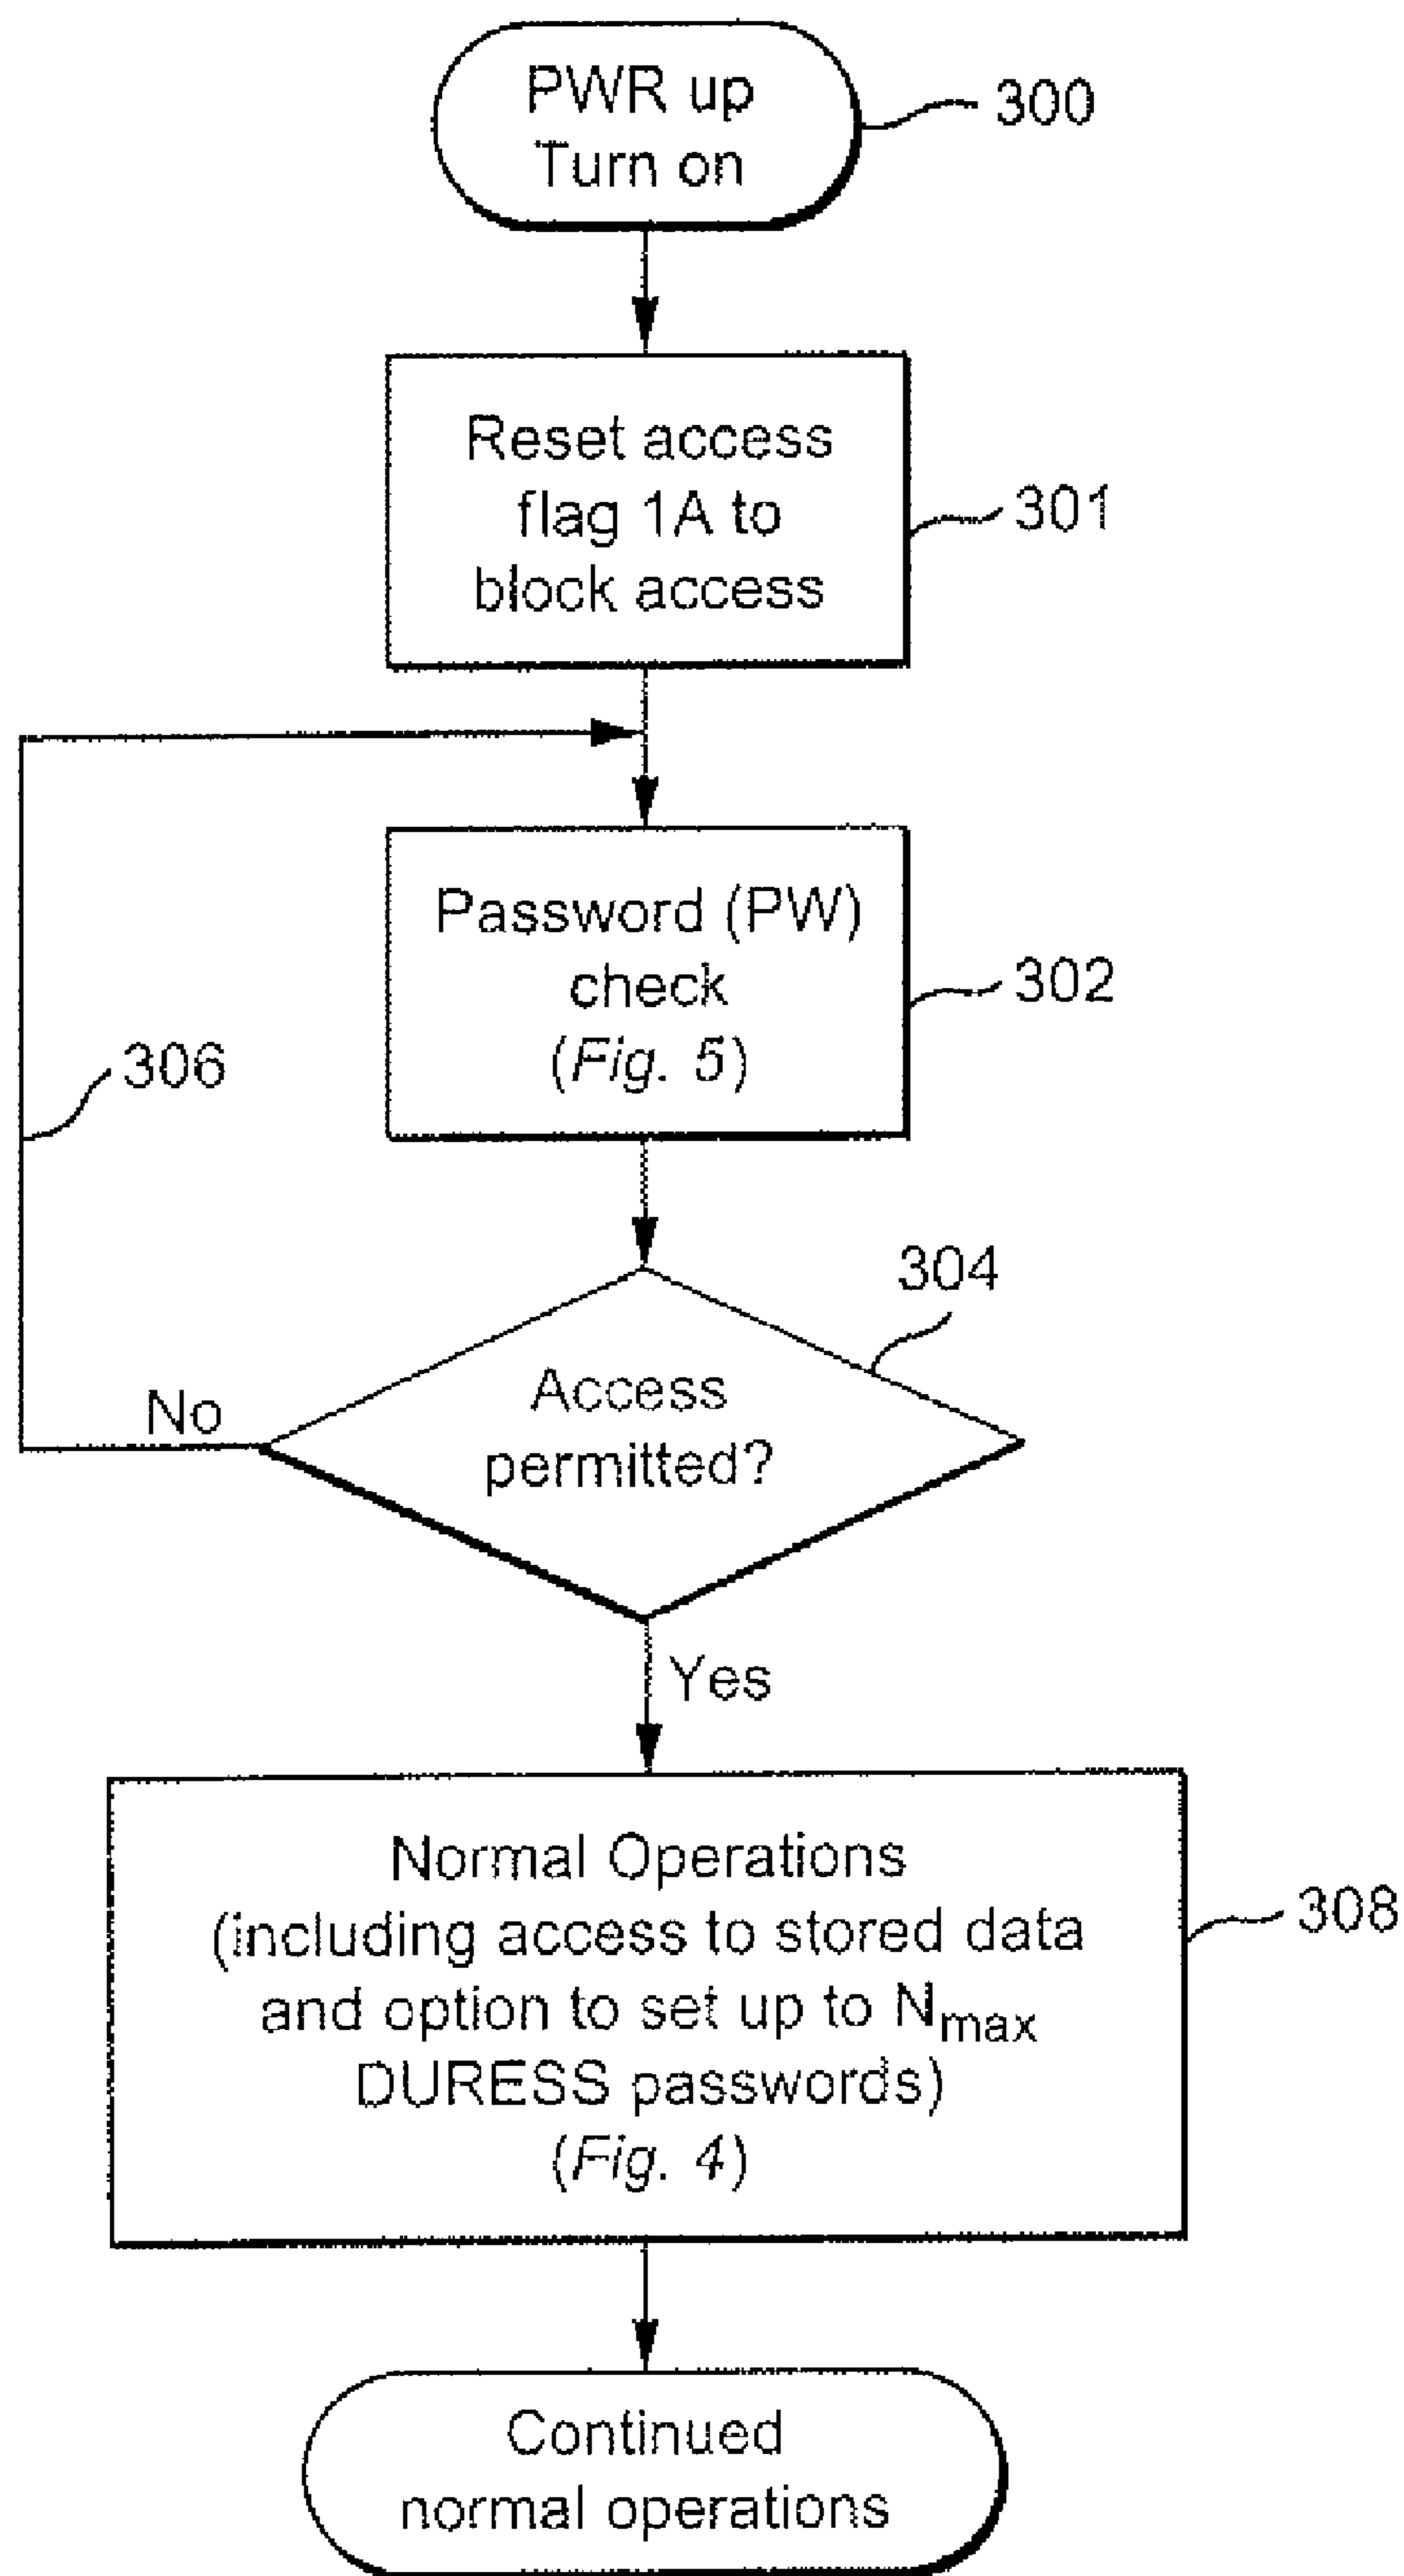 PWR up
Turn on
300
Reset access
flag 1A to
block access
301
Password (PW)
check
(Fig. 5)
302
306
304
Access
permitted?
No
Yes
Normal Operations
(including access to stored data
and option to set up to Nmax
DURESS passwords)
(Fig. 4)
308
Continued
normal operations